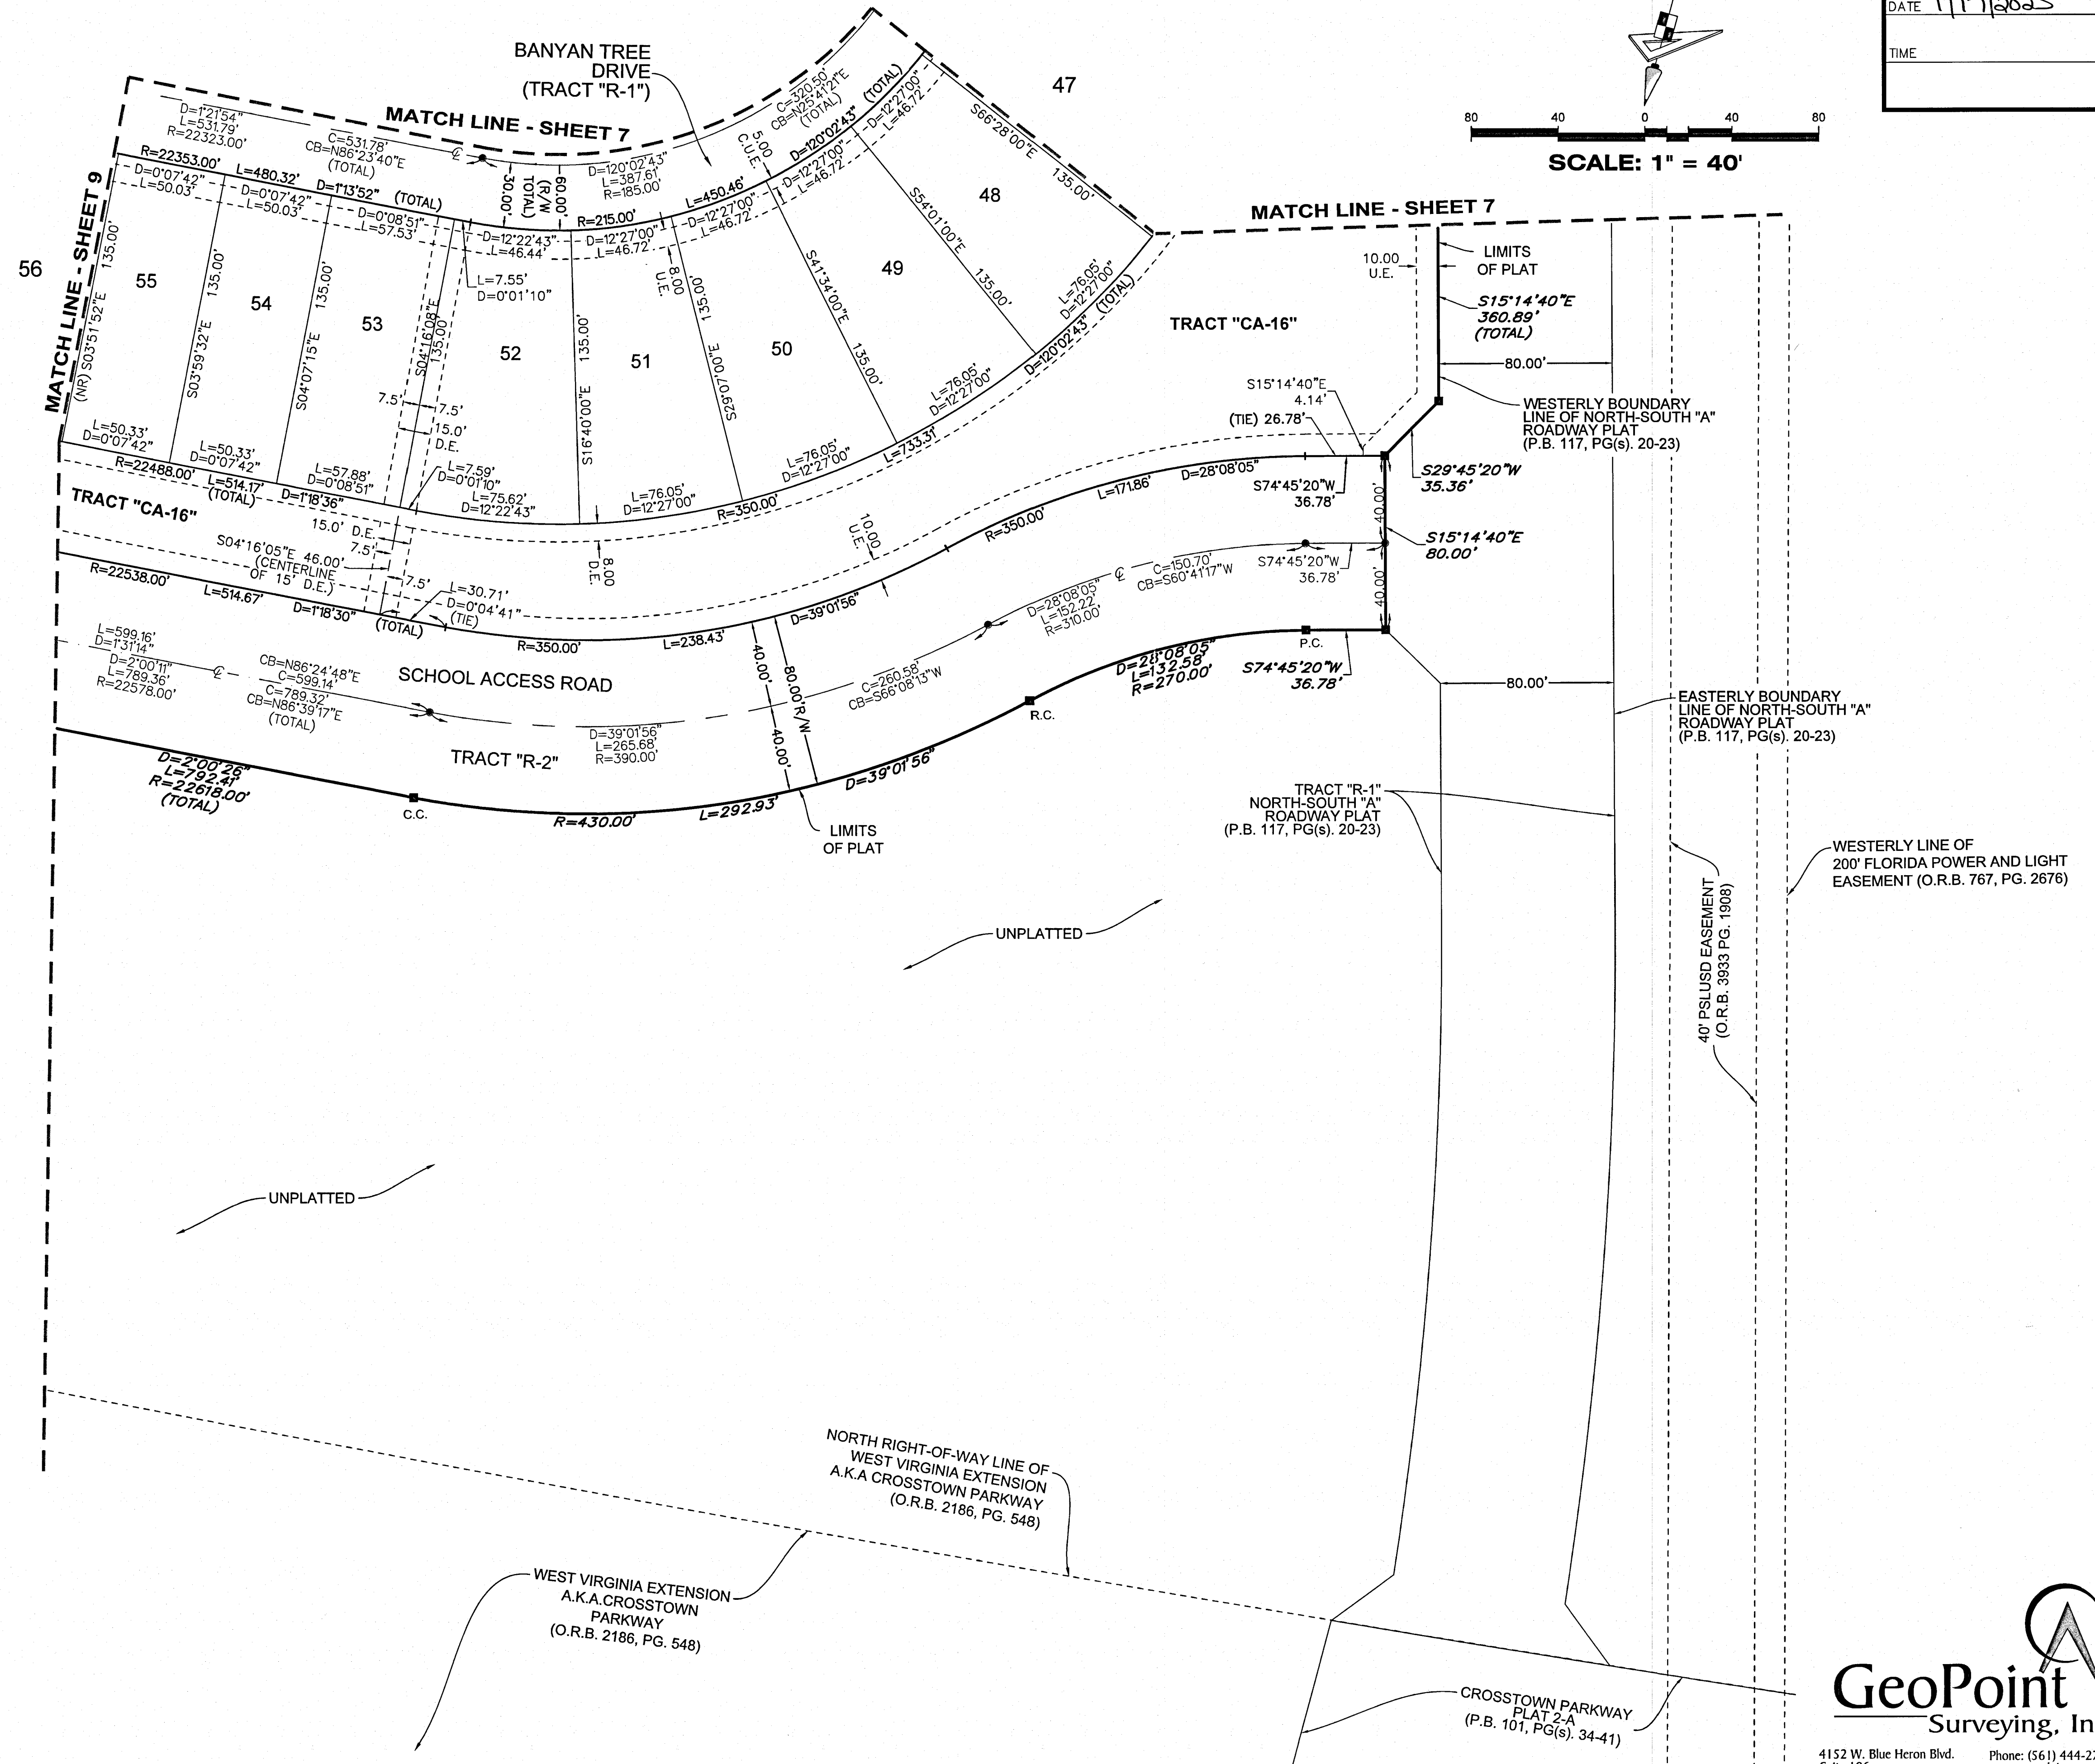 DATE 1/17/2025
TIME
80
40
0
40
80
SCALE: 1" = 40'
BANYAN TREE
DRIVE
(TRACT "R-1")
MATCH LINE - SHEET 7
47
D=1°21'54"
L=531.79'
R=22323.00'
C=531.78'
CB=N86°23'40"E
(TOTAL)
℄
C=320.50'
CB=N25°41'21"E
(TOTAL)
5.00
C.U.E.
D=120°02'43" (TOTAL)
D=12°27'00"
L=46.72'
D=12°27'00"
L=46.72'
D=12°27'00"
L=46.72'
D=12°27'00"
L=46.72'
D=120°02'43"
L=387.61'
R=185.00'
30.00'
60.00'
(R/W
TOTAL)
L=450.46'
R=215.00'
R=22353.00'
L=480.32'
D=1°13'52" (TOTAL)
D=0°07'42"
L=50.03'
D=0°07'42"
L=50.03'
D=0°08'51"
L=57.53'
D=12°22'43"
L=46.44'
L=7.55'
D=0°01'10"
8.00
U.E.
MATCH LINE - SHEET 9
56
55
54
53
52
51
50
49
48
(NR) S03°51'52"E 135.00'
S03°59'32"E 135.00'
S04°07'15"E 135.00'
S04°16'08"E
135.00'
S16°40'00"E 135.00'
S29°07'00"E 135.00'
S41°34'00"E 135.00'
S54°01'00"E 135.00'
S66°28'00"E 135.00'
7.5'
7.5'
15.0'
D.E.
L=50.33'
D=0°07'42"
L=50.33'
D=0°07'42"
L=57.88'
D=0°08'51"
L=7.59'
D=0°01'10"
L=75.62'
D=12°22'43"
L=76.05'
D=12°27'00"
L=76.05'
D=12°27'00"
L=76.05'
D=12°27'00"
L=76.05'
D=12°27'00"
D=120°02'43" (TOTAL)
L=733.31'
R=350.00'
R=22488.00'
L=514.17'
(TOTAL)
D=1°18'36"
MATCH LINE - SHEET 7
10.00
U.E.
LIMITS
OF PLAT
S15°14'40"E
360.89'
(TOTAL)
TRACT "CA-16"
80.00'
S15°14'40"E
4.14'
(TIE) 26.78'
WESTERLY BOUNDARY
LINE OF NORTH-SOUTH "A"
ROADWAY PLAT
(P.B. 117, PG(s). 20-23)
S29°45'20"W
35.36'
S74°45'20"W
36.78'
40.00'
S15°14'40"E
80.00'
40.00'
S74°45'20"W
36.78'
D=28°08'05"
L=171.86'
R=350.00'
10.00
U.E.
TRACT "CA-16"
15.0' D.E.
7.5'
S04°16'05"E 46.00'
(CENTERLINE
OF 15' D.E.)
7.5'
L=30.71'
D=0°04'41"
(TIE)
8.00
D.E.
R=22538.00'
L=514.67'
D=1°18'30" (TOTAL)
R=350.00'
L=238.43'
D=39°01'56"
C=150.70'
CB=S60°41'17"W
℄
D=28°08'05"
L=152.22'
R=310.00'
C=260.58'
CB=S66°08'13"W
L=599.16'
D=1°31'14"
D=2°00'11"
L=789.36'
R=22578.00'
℄
CB=N86°24'48"E
C=599.14'
C=789.32'
CB=N86°39'17"E
(TOTAL)
SCHOOL ACCESS ROAD
40.00'
80.00'R/W
40.00'
TRACT "R-2"
D=39°01'56"
L=265.68'
R=390.00'
P.C.
S74°45'20"W
36.78'
D=28°08'05"
L=132.58'
R=270.00'
R.C.
80.00'
EASTERLY BOUNDARY
LINE OF NORTH-SOUTH "A"
ROADWAY PLAT
(P.B. 117, PG(s). 20-23)
D=2°00'26"
L=792.41'
R=22618.00'
(TOTAL)
C.C.
R=430.00'
L=292.93'
D=39°01'56"
LIMITS
OF PLAT
TRACT "R-1"
NORTH-SOUTH "A"
ROADWAY PLAT
(P.B. 117, PG(s). 20-23)
WESTERLY LINE OF
200' FLORIDA POWER AND LIGHT
EASEMENT (O.R.B. 767, PG. 2676)
40' PSLUSD EASEMENT
(O.R.B. 3933 PG. 1908)
UNPLATTED
UNPLATTED
NORTH RIGHT-OF-WAY LINE OF
WEST VIRGINIA EXTENSION
A.K.A CROSSTOWN PARKWAY
(O.R.B. 2186, PG. 548)
WEST VIRGINIA EXTENSION
A.K.A.CROSSTOWN
PARKWAY
(O.R.B. 2186, PG. 548)
CROSSTOWN PARKWAY
PLAT 2-A
(P.B. 101, PG(s). 34-41)
GeoPoint
Surveying, In
4152 W. Blue Heron Blvd.
Phone: (561) 444-2